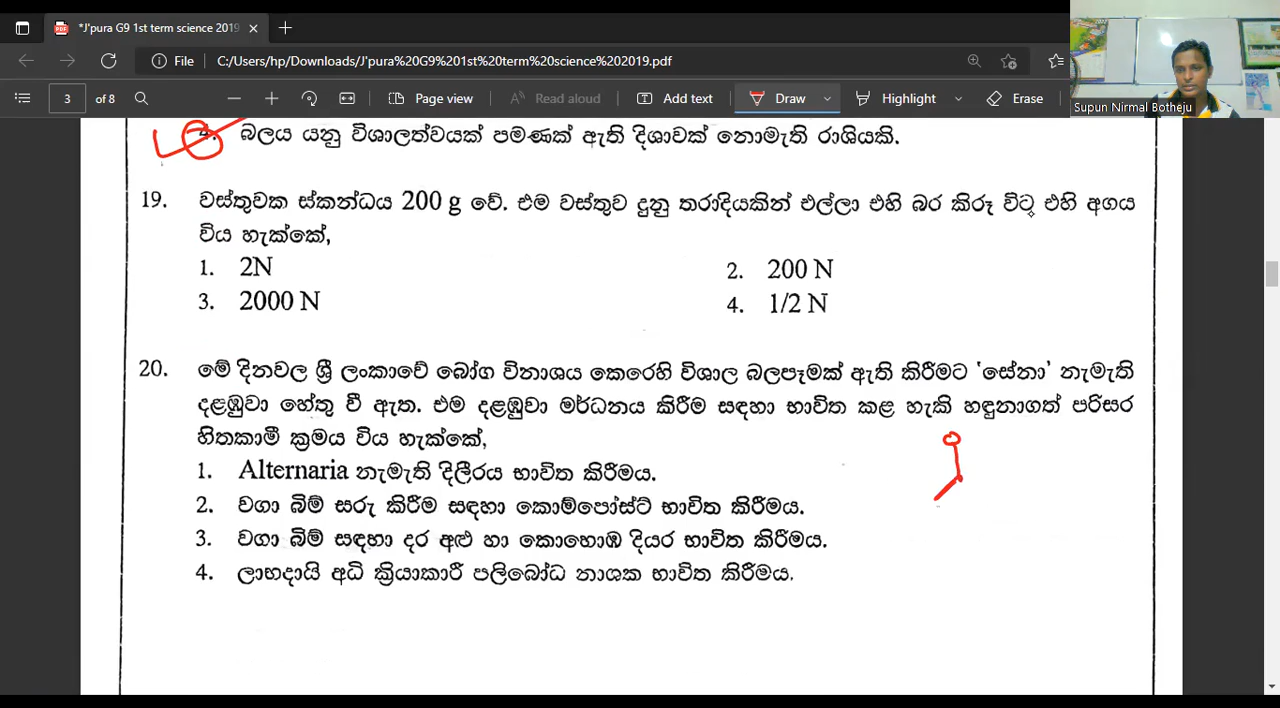 *J'pura G9 1st term science 2019
File C:/Users/hp/Downloads/J'pura%20G9%201st%20term%20science%202019.pdf
3 of 8 Page view Read aloud Add text Draw Highlight Erase
Supun Nirmal Botheju
4. බලය යනු විශාලත්වයක් පමණක් ඇති දිශාවක් නොමැති රාශියකි.
19. වස්තුවක ස්කන්ධය 200 g වේ. එම වස්තුව දුනු තරාදියකින් එල්ලා එහි බර කිරූ විට එහි අගය
විය හැක්කේ,
1. 2N 2. 200 N
3. 2000 N 4. 1/2 N
20. මේ දිනවල ශ්‍රී ලංකාවේ බෝග විනාශය කෙරෙහි විශාල බලපෑමක් ඇති කිරීමට 'සේනා' නැමැති
දළඹුවා හේතු වී ඇත. එම දළඹුවා මර්ධනය කිරීම සඳහා භාවිත කළ හැකි හඳුනාගත් පරිසර
හිතකාමී ක්‍රමය විය හැක්කේ,
1. Alternaria නැමැති දිලීරය භාවිත කිරීමය.
2. වගා බිම් සරු කිරීම සඳහා කොම්පෝස්ට් භාවිත කිරීමය.
3. වගා බිම් සඳහා දර අළු හා කොහොඹ දියර භාවිත කිරීමය.
4. ලාභදායි අධි ක්‍රියාකාරී පලිබෝධ නාශක භාවිත කිරීමය.